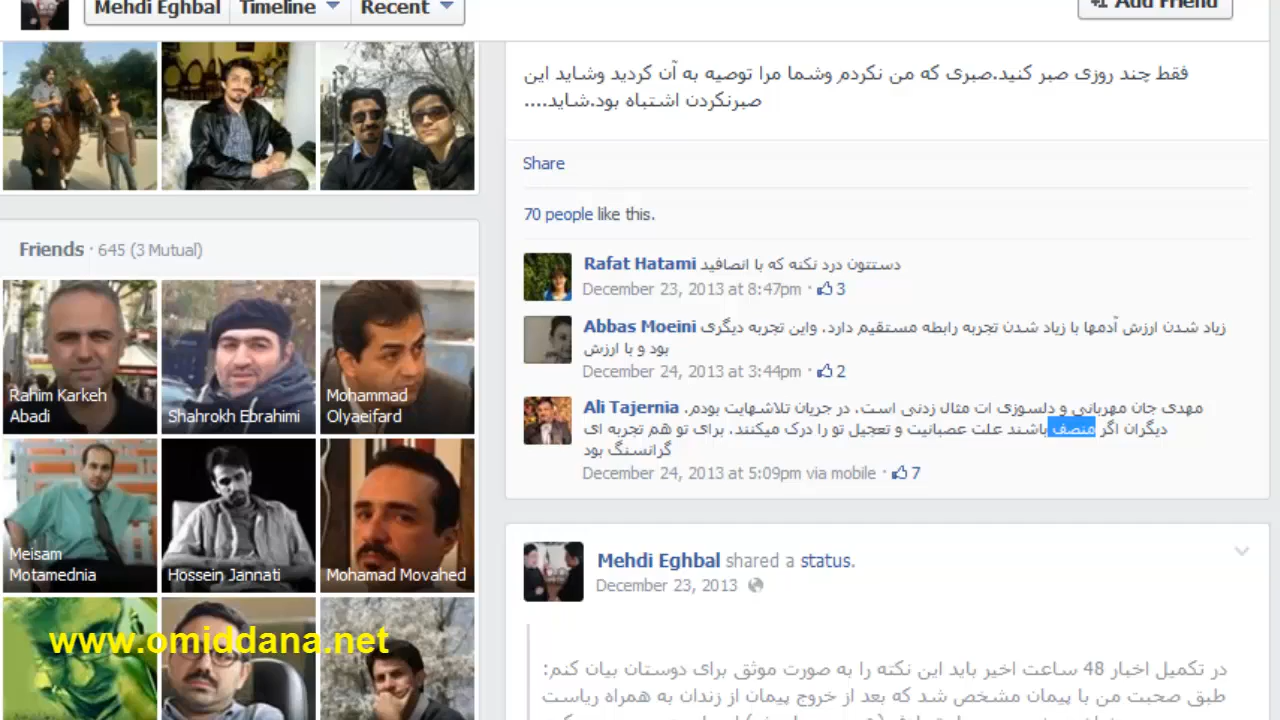 Mehdi Eghbal
Timeline
Recent
Add Friend
Friends · 645 (3 Mutual)
Rahim Karkeh
Abadi
Shahrokh Ebrahimi
Mohammad
Olyaeifard
Meisam
Motamednia
Hossein Jannati
Mohamad Movahed
www.omiddana.net
فقط چند روزی صبر کنید.صبری که من نکردم وشما مرا توصیه به آن کردید وشاید این
صبرنکردن اشتباه بود.شاید....
Share
70 people like this.
Rafat Hatami دستتون درد نکنه که با انصافید
December 23, 2013 at 8:47pm · 3
Abbas Moeini زیاد شدن ارزش آدمها با زیاد شدن تجربه رابطه مستقیم دارد، واین تجربه دیگری
بود و با ارزش
December 24, 2013 at 3:44pm · 2
Ali Tajernia مهدی جان مهربانی و دلسوزی ات مثال زدنی است، در جریان تلاشهایت بودم،
دیگران اگر منصف باشند علت عصبانیت و تعجیل تو را درک میکنند، برای تو هم تجربه ای
گرانسنگ بود
December 24, 2013 at 5:09pm via mobile · 7
Mehdi Eghbal shared a status.
December 23, 2013
در تکمیل اخبار 48 ساعت اخیر باید این نکته را به صورت موثق برای دوستان بیان کنم:
طبق صحبت من با پیمان مشخص شد که بعد از خروج پیمان از زندان به همراه ریاست